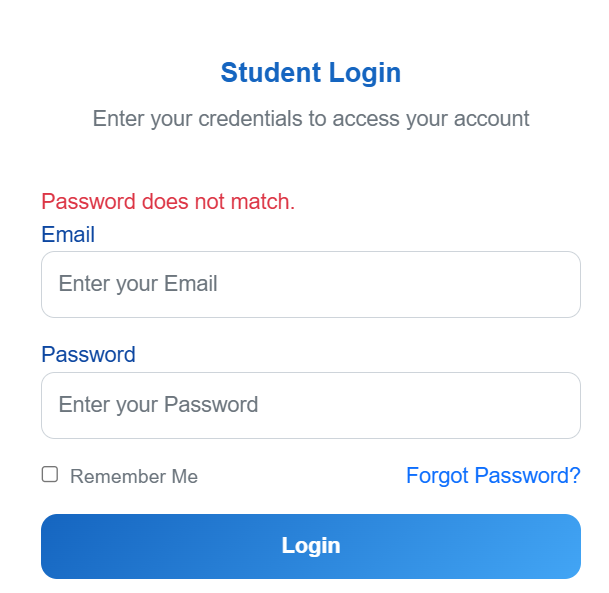 Student Login
Enter your credentials to access your account
Password does not match.
Email
Enter your Email
Password
Enter your Password
Remember Me Forgot Password?
Login